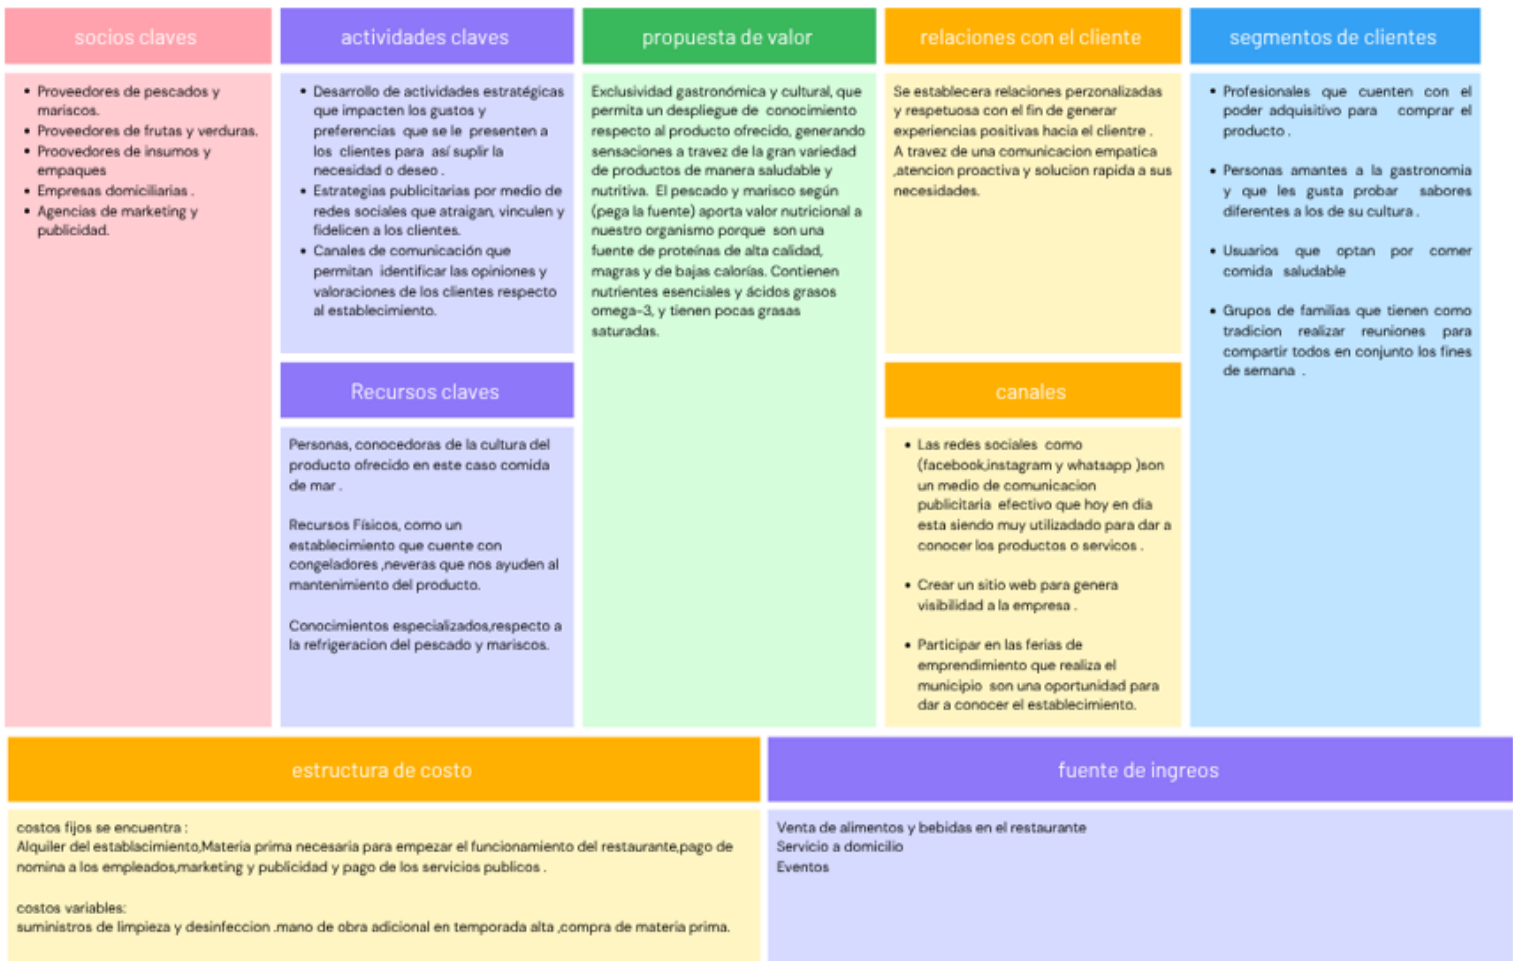 socios claves
Proveedores de pescados y
mariscos.
Proveedores de frutas y verduras.
Proovedores de insumos y
empaques
Empresas domiciliarias .
Agencias de marketing y
publicidad.
actividades claves
Desarrollo de actividades estratégicas
que impacten los gustos y
preferencias que se le presenten a
los clientes para así suplir la
necesidad o deseo .
Estrategias publicitarias por medio de
redes sociales que atraigan, vinculen y
fidelicen a los clientes.
Canales de comunicación que
permitan identificar las opiniones y
valoraciones de los clientes respecto
al establecimiento.
Recursos claves
Personas, conocedoras de la cultura del
producto ofrecido en este caso comida
de mar .
Recursos Físicos, como un
establecimiento que cuente con
congeladores ,neveras que nos ayuden al
mantenimiento del producto.
Conocimientos especializados,respecto a
la refrigeracion del pescado y mariscos.
propuesta de valor
Exclusividad gastronómica y cultural, que
permita un despliegue de conocimiento
respecto al producto ofrecido, generando
sensaciones a travez de la gran variedad
de productos de manera saludable y
nutritiva. El pescado y marisco según
(pega la fuente) aporta valor nutricional a
nuestro organismo porque son una
fuente de proteínas de alta calidad,
magras y de bajas calorías. Contienen
nutrientes esenciales y ácidos grasos
omega-3, y tienen pocas grasas
saturadas.
relaciones con el cliente
Se establecera relaciones perzonalizadas
y respetuosa con el fin de generar
experiencias positivas hacia el clientre .
A travez de una comunicacion empatica
,atencion proactiva y solucion rapida a sus
necesidades.
canales
Las redes sociales como
(facebook,instagram y whatsapp )son
un medio de comunicacion
publicitaria efectivo que hoy en dia
esta siendo muy utilizadado para dar a
conocer los productos o servicos .
Crear un sitio web para genera
visibilidad a la empresa .
Participar en las ferias de
emprendimiento que realiza el
municipio son una oportunidad para
dar a conocer el establecimiento.
segmentos de clientes
Profesionales que cuenten con el
poder adquisitivo para comprar el
producto .
Personas amantes a la gastronomia
y que les gusta probar sabores
diferentes a los de su cultura .
Usuarios que optan por comer
comida saludable
Grupos de familias que tienen como
tradicion realizar reuniones para
compartir todos en conjunto los fines
de semana .
estructura de costo
costos fijos se encuentra :
Alquiler del establacimiento,Materia prima necesaria para empezar el funcionamiento del restaurante,pago de
nomina a los empleados,marketing y publicidad y pago de los servicios publicos .
costos variables:
suministros de limpieza y desinfeccion .mano de obra adicional en temporada alta ,compra de materia prima.
fuente de ingreos
Venta de alimentos y bebidas en el restaurante
Servicio a domicilio
Eventos